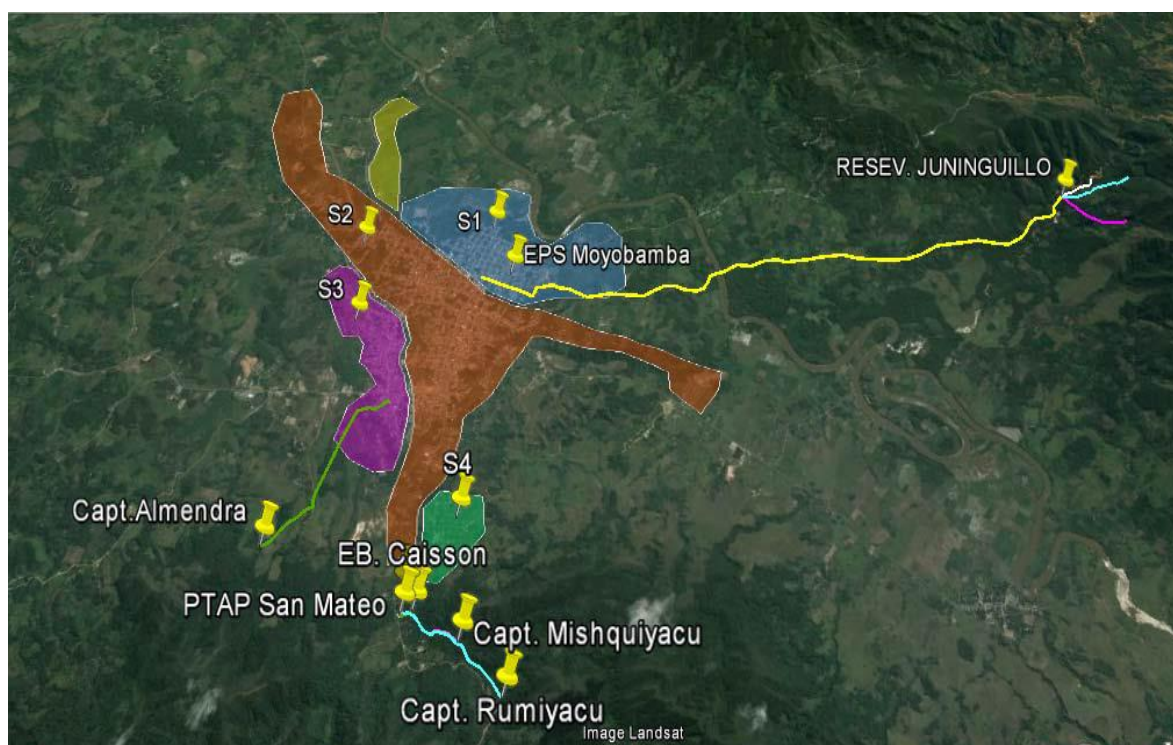 RESEV. JUNINGUILLO
S2
S1
EPS Moyobamba
S3
S4
Capt.Almendra
EB. Caisson
PTAP San Mateo
Capt. Mishquiyacu
Capt. Rumiyacu
Image Landsat